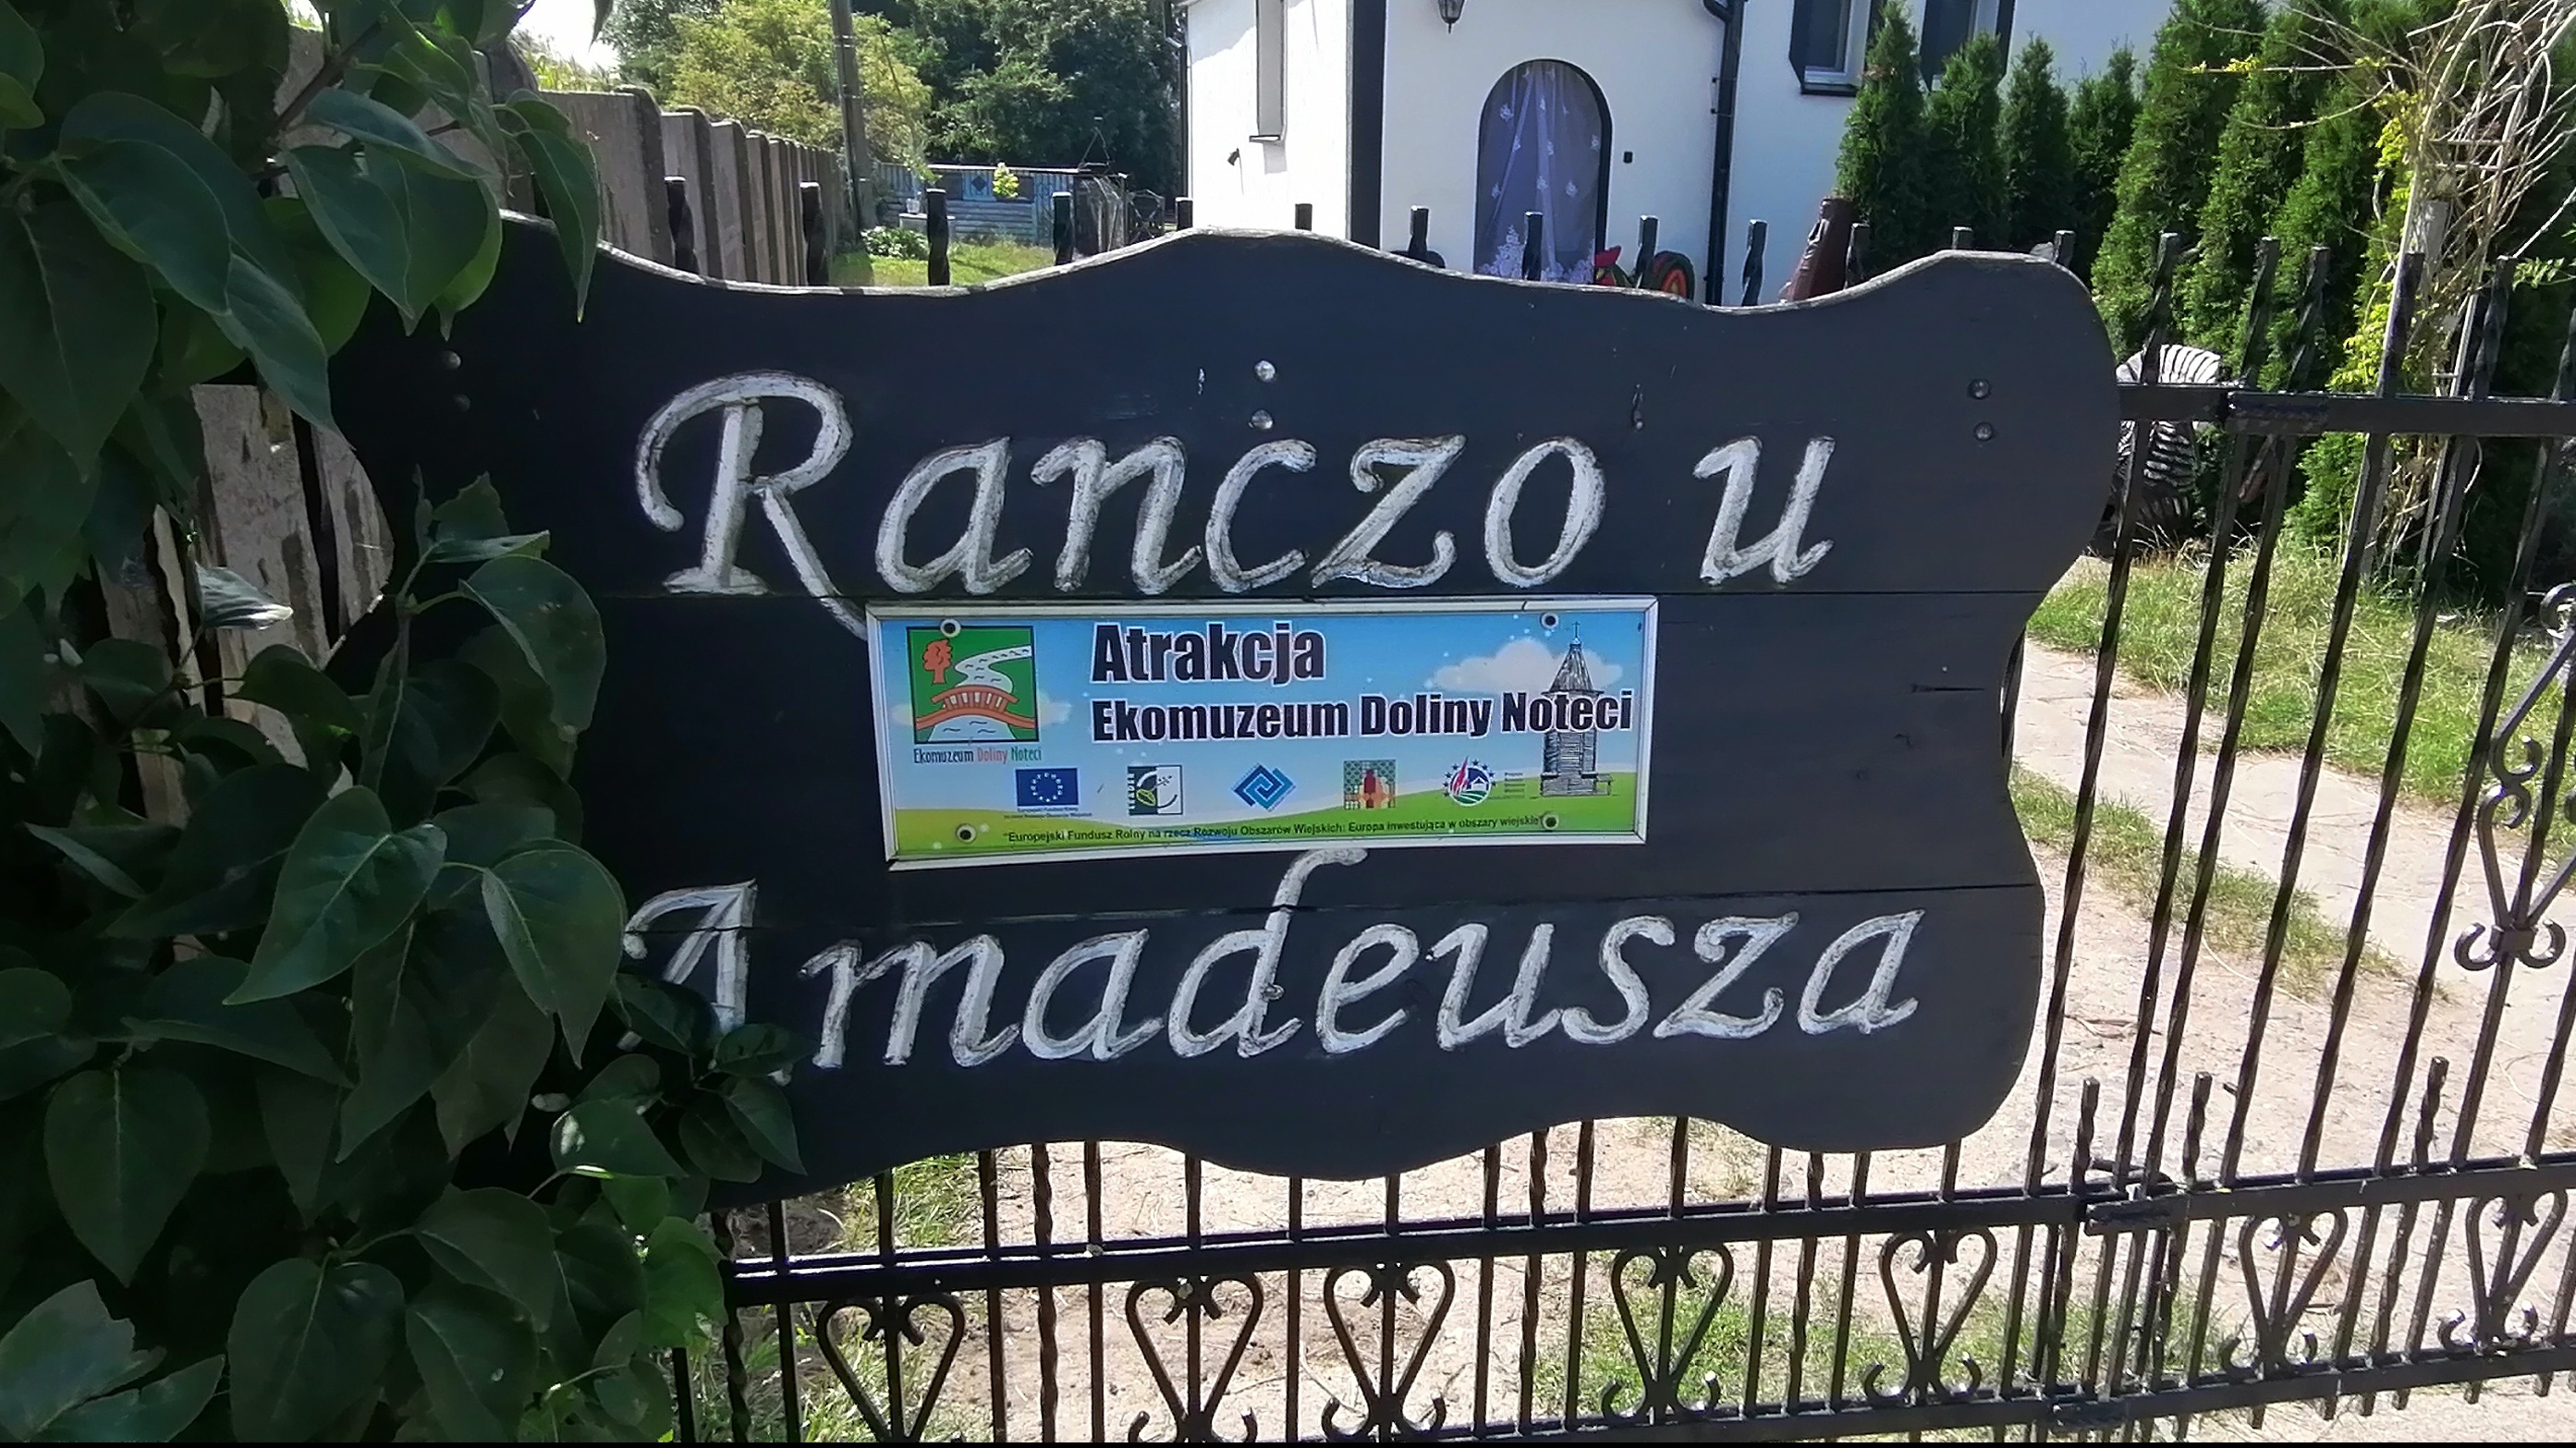 Ranczo u
Atrakcja
Ekomuzeum Doliny Noteci
Ekomuzeum Doliny Noteci
LEADER
"Europejski Fundusz Rolny na rzecz Rozwoju Obszarów Wiejskich: Europa inwestująca w obszary wiejskie"
Amadeusza